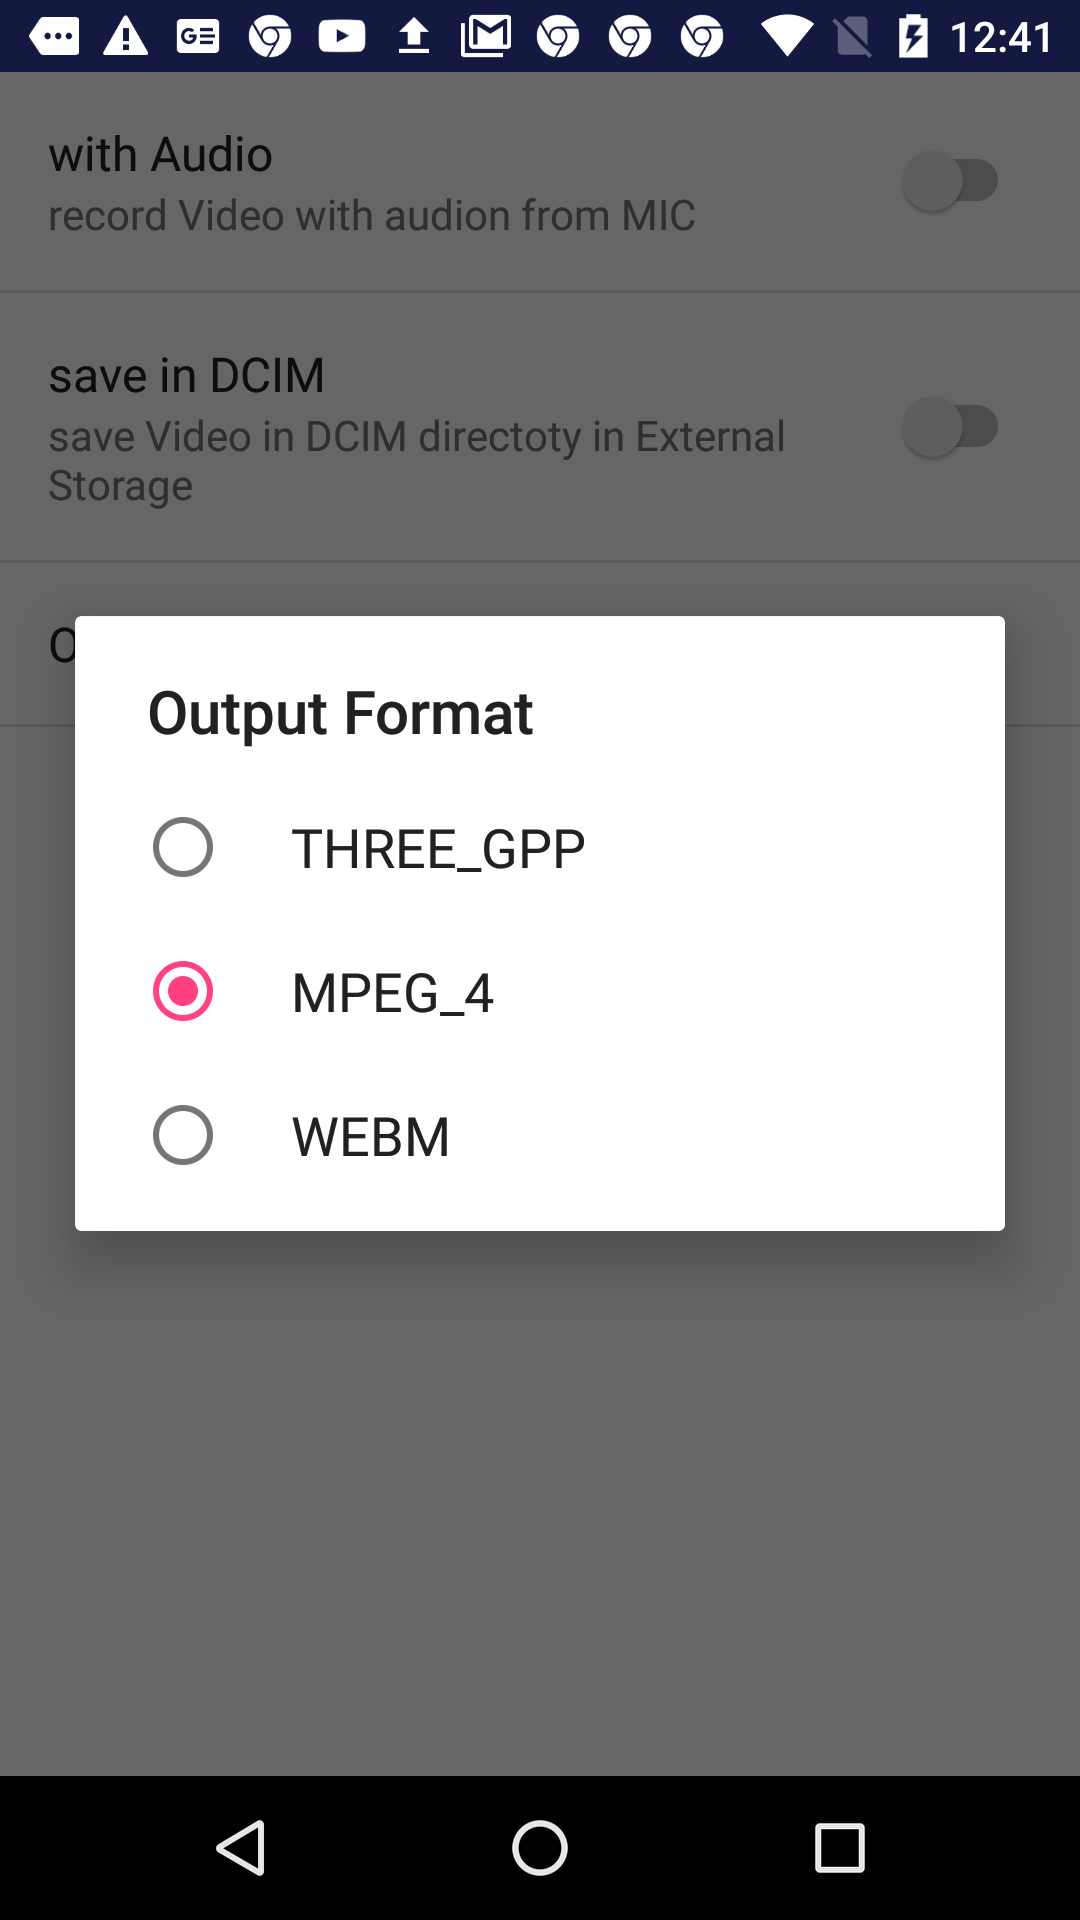 12:41
with Audio
record Video with audion from MIC
save in DCIM
save Video in DCIM directoty in External
Storage
O
Output Format
THREE_GPP
MPEG_4
WEBM